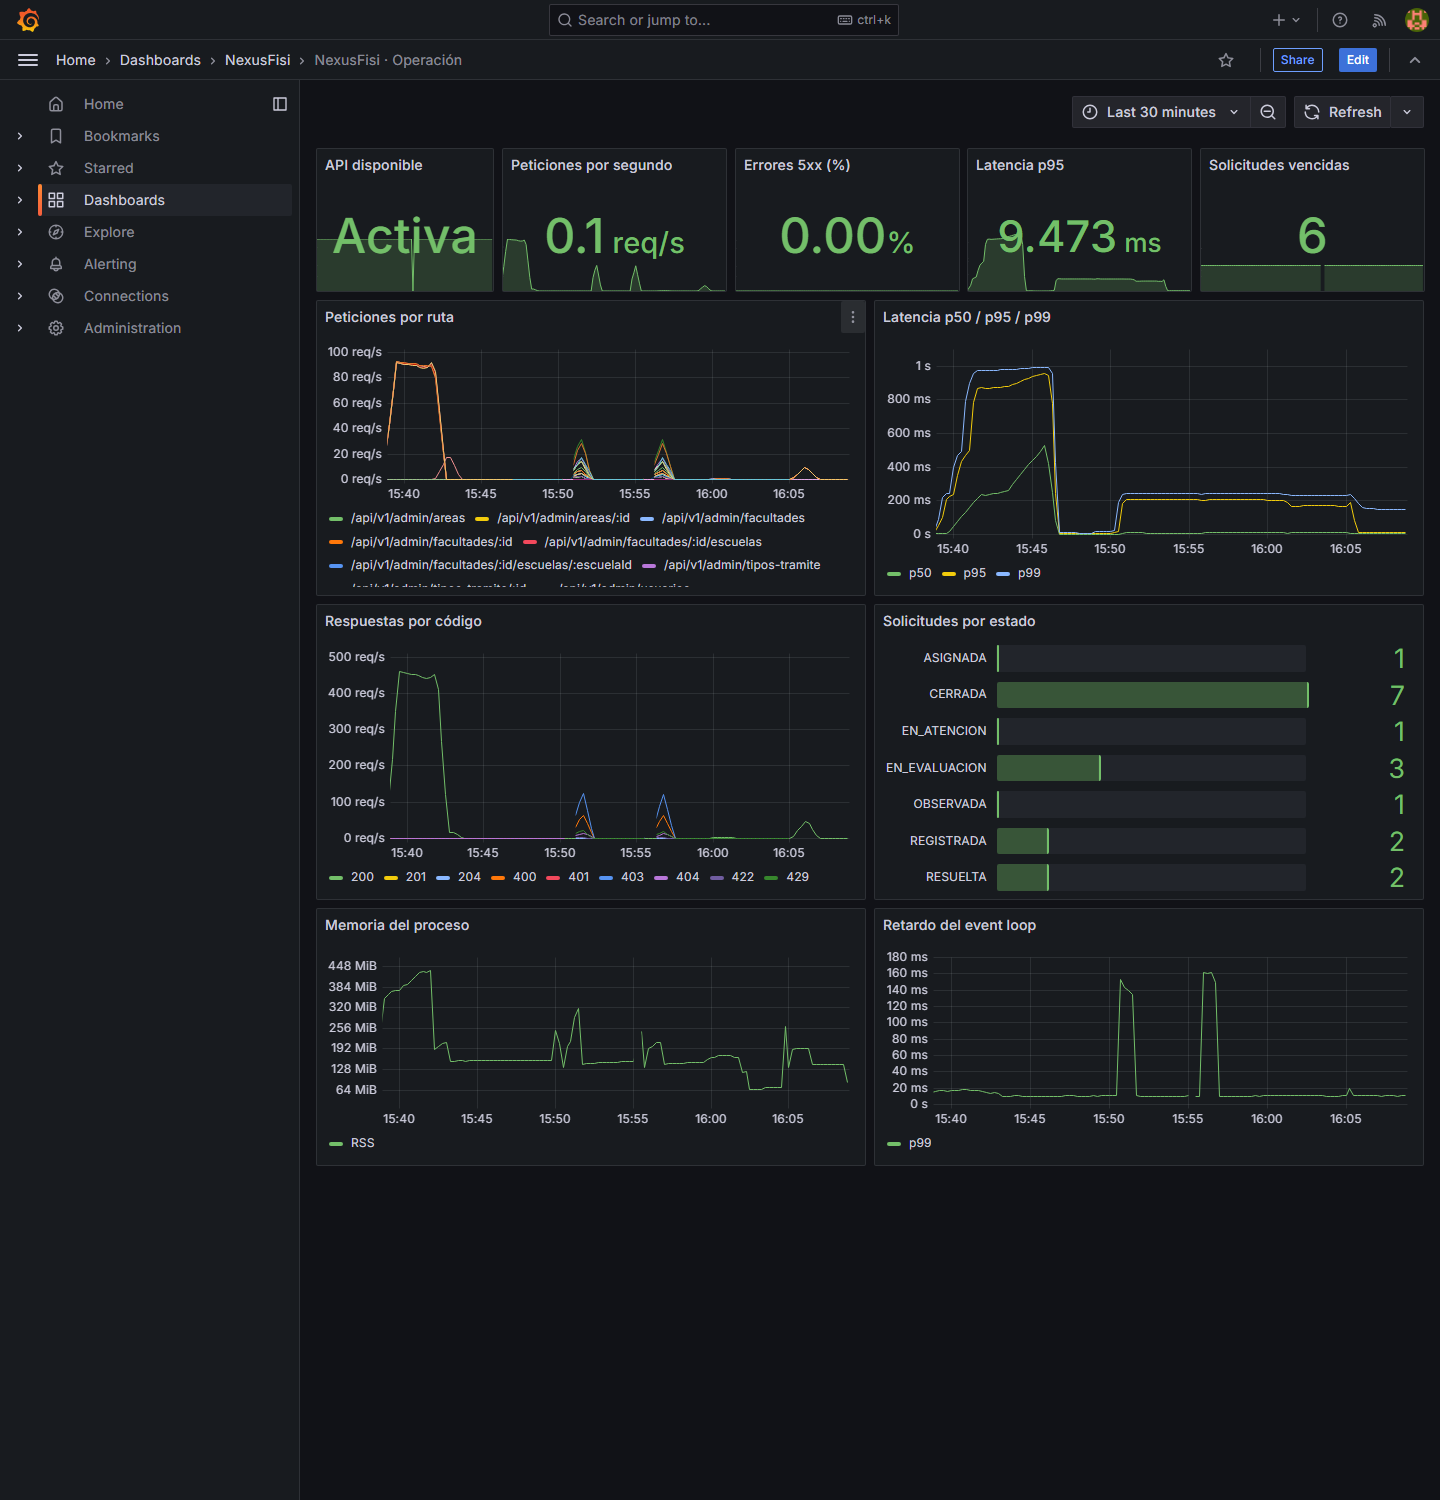 Search or jump to... ctrl+k
Home › Dashboards › NexusFisi › NexusFisi · Operación
Share
Edit
Home
Bookmarks
Starred
Dashboards
Explore
Alerting
Connections
Administration
Last 30 minutes
Refresh
API disponible
Activa
Peticiones por segundo
0.1 req/s
Errores 5xx (%)
0.00%
Latencia p95
9.473 ms
Solicitudes vencidas
6
Peticiones por ruta
100 req/s
80 req/s
60 req/s
40 req/s
20 req/s
0 req/s
15:40 15:45 15:50 15:55 16:00 16:05
/api/v1/admin/areas /api/v1/admin/areas/:id /api/v1/admin/facultades
/api/v1/admin/facultades/:id /api/v1/admin/facultades/:id/escuelas
/api/v1/admin/facultades/:id/escuelas/:escuelaId /api/v1/admin/tipos-tramite
/api/v1/admin/tipos-tramite/:id /api/v1/admin/usuarios
Latencia p50 / p95 / p99
1 s
800 ms
600 ms
400 ms
200 ms
0 s
15:40 15:45 15:50 15:55 16:00 16:05
p50 p95 p99
Respuestas por código
500 req/s
400 req/s
300 req/s
200 req/s
100 req/s
0 req/s
15:40 15:45 15:50 15:55 16:00 16:05
200 201 204 400 401 403 404 422 429
Solicitudes por estado
ASIGNADA 1
CERRADA 7
EN_ATENCION 1
EN_EVALUACION 3
OBSERVADA 1
REGISTRADA 2
RESUELTA 2
Memoria del proceso
448 MiB
384 MiB
320 MiB
256 MiB
192 MiB
128 MiB
64 MiB
15:40 15:45 15:50 15:55 16:00 16:05
RSS
Retardo del event loop
180 ms
160 ms
140 ms
120 ms
100 ms
80 ms
60 ms
40 ms
20 ms
0 s
15:40 15:45 15:50 15:55 16:00 16:05
p99